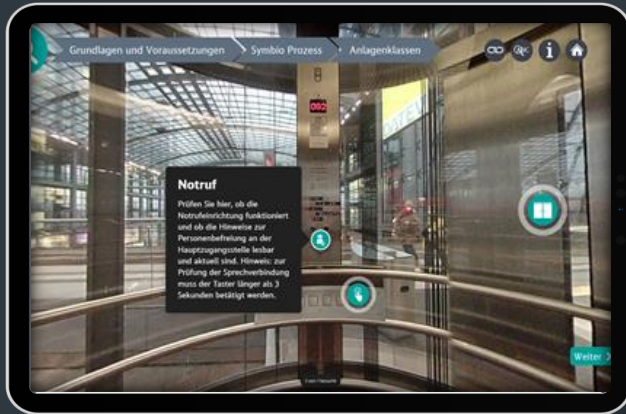 Grundlagen und Voraussetzungen
Symbio Prozess
Anlagenklassen
DATEV
Notruf
Prüfen Sie hier, ob die
Notrufeinrichtung funktioniert
und ob die Hinweise zur
Personenbefreiung an der
Hauptzugangsstelle lesbar
und aktuell sind. Hinweis: zur
Prüfung der Sprechverbindung
muss der Taster länger als 3
Sekunden betätigt werden.
Weiter